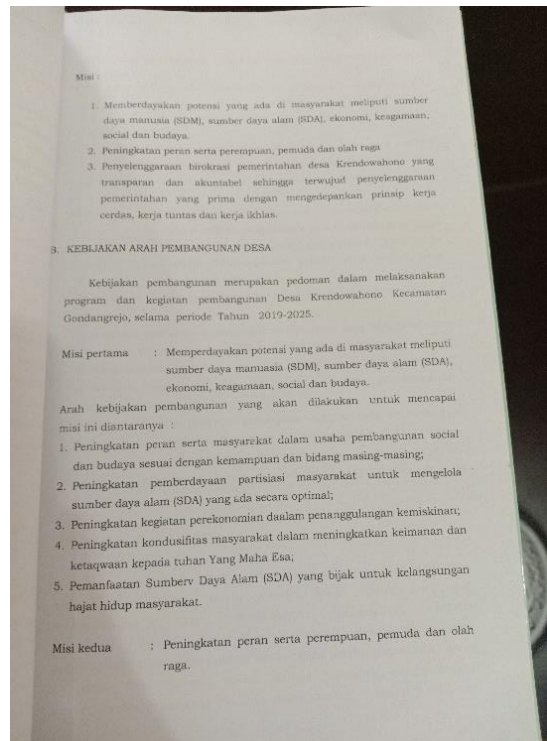 Misi :
1. Memberdayakan potensi yang ada di masyarakat meliputi sumber
daya manusia (SDM), sumber daya alam (SDA), ekonomi, keagamaan,
social dan budaya.
2. Peningkatan peran serta perempuan, pemuda dan olah raga
3. Penyelenggaraan birokrasi pemerintahan desa Krendowahono yang
transparan dan akuntabel sehingga terwujud penyelenggaraan
pemerintahan yang prima dengan mengedepankan prinsip kerja
cerdas, kerja tuntas dan kerja ikhlas.
B. KEBIJAKAN ARAH PEMBANGUNAN DESA
Kebijakan pembangunan merupakan pedoman dalam melaksanakan
program dan kegiatan pembangunan Desa Krendowahono Kecamatan
Gondangrejo, selama periode Tahun 2019-2025.
Misi pertama : Memperdayakan potensi yang ada di masyarakat meliputi
sumber daya manuasia (SDM), sumber daya alam (SDA),
ekonomi, keagamaan, social dan budaya.
Arah kebijakan pembangunan yang akan dilakukan untuk mencapai
misi ini diantaranya :
1. Peningkatan peran serta masyarekat dalam usaha pembangunan social
dan budaya sesuai dengan kemampuan dan bidang masing-masing;
2. Peningkatan pemberdayaan partisiasi masyarakat untuk mengelola
sumber daya alam (SDA) yang ada secara optimal;
3. Peningkatan kegiatan perekonomian daalam penanggulangan kemiskinan;
4. Peningkatan kondusifitas masyarakat dalam meningkatkan keimanan dan
ketaqwaan kepada tuhan Yang Maha Esa;
5. Pemanfaatan Sumberv Daya Alam (SDA) yang bijak untuk kelangsungan
hajat hidup masyarakat.
Misi kedua : Peningkatan peran serta perempuan, pemuda dan olah
raga.